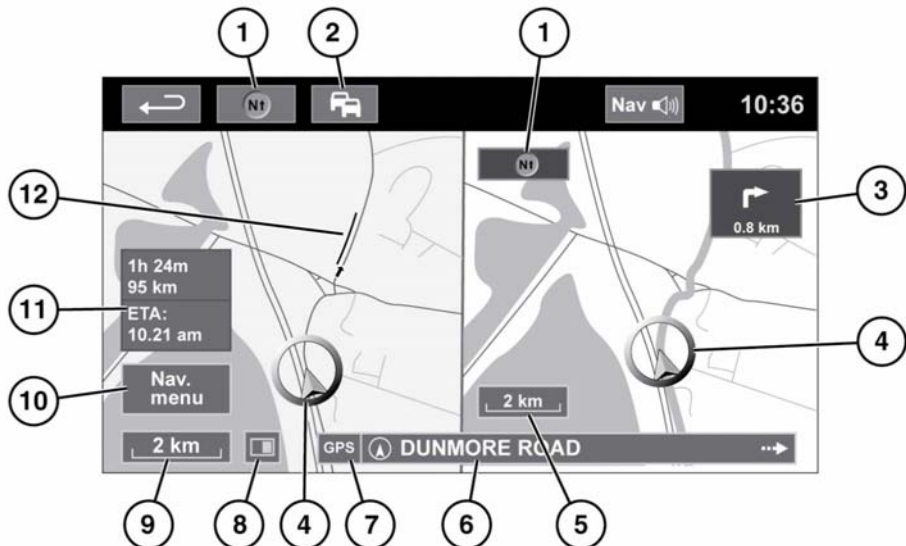 1
2
1
Nt
Nav
10:36
Nt
12
3
0.8 km
1h 24m
95 km
11
ETA:
10.21 am
4
10
Nav.
menu
2 km
2 km
GPS
DUNMORE ROAD
9
8
4
7
6
5